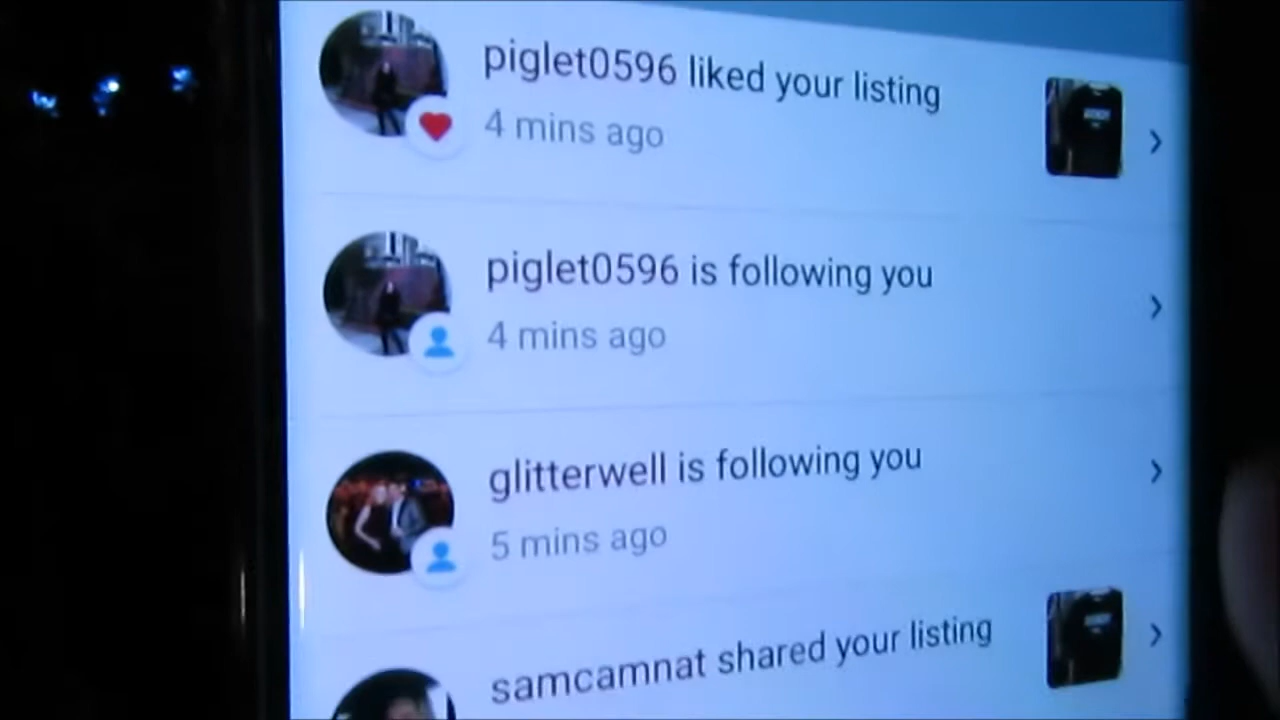 piglet0596 liked your listing
4 mins ago
piglet0596 is following you
4 mins ago
glitterwell is following you
5 mins ago
samcamnat shared your listing